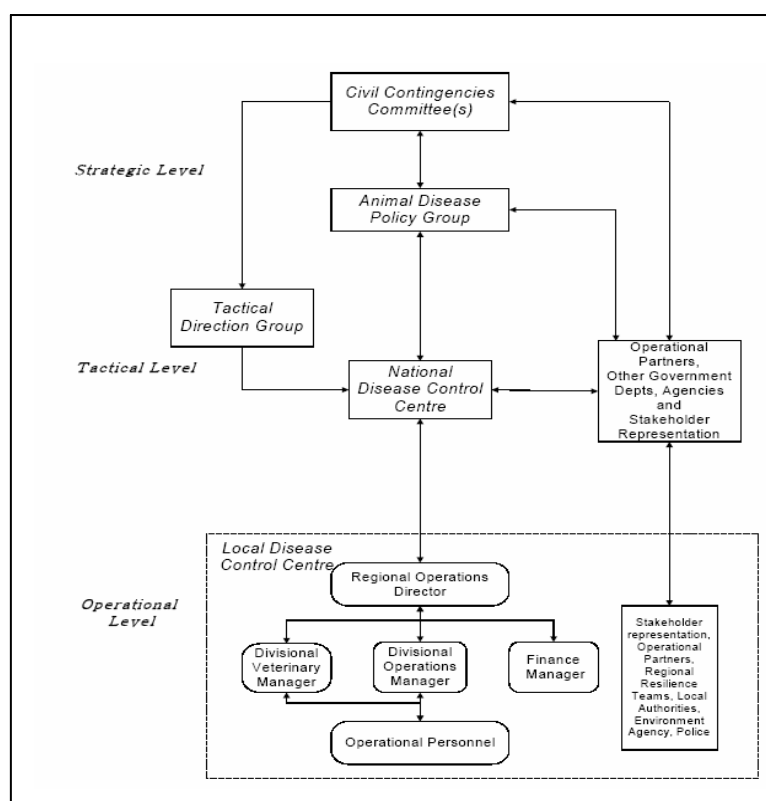 Civil Contingencies
Committee(s)
Strategic Level
Animal Disease
Policy Group
Tactical
Direction Group
Tactical Level
National
Disease Control
Centre
Operational
Partners,
Other Government
Depts, Agencies
and
Stakeholder
Representation
Local Disease
Control Centre
Regional Operations
Director
Operational
Level
Divisional
Veterinary
Manager
Divisional
Operations
Manager
Finance
Manager
Stakeholder
representation,
Operational
Partners,
Regional
Resilience
Teams, Local
Authorities,
Environment
Agency, Police
Operational Personnel